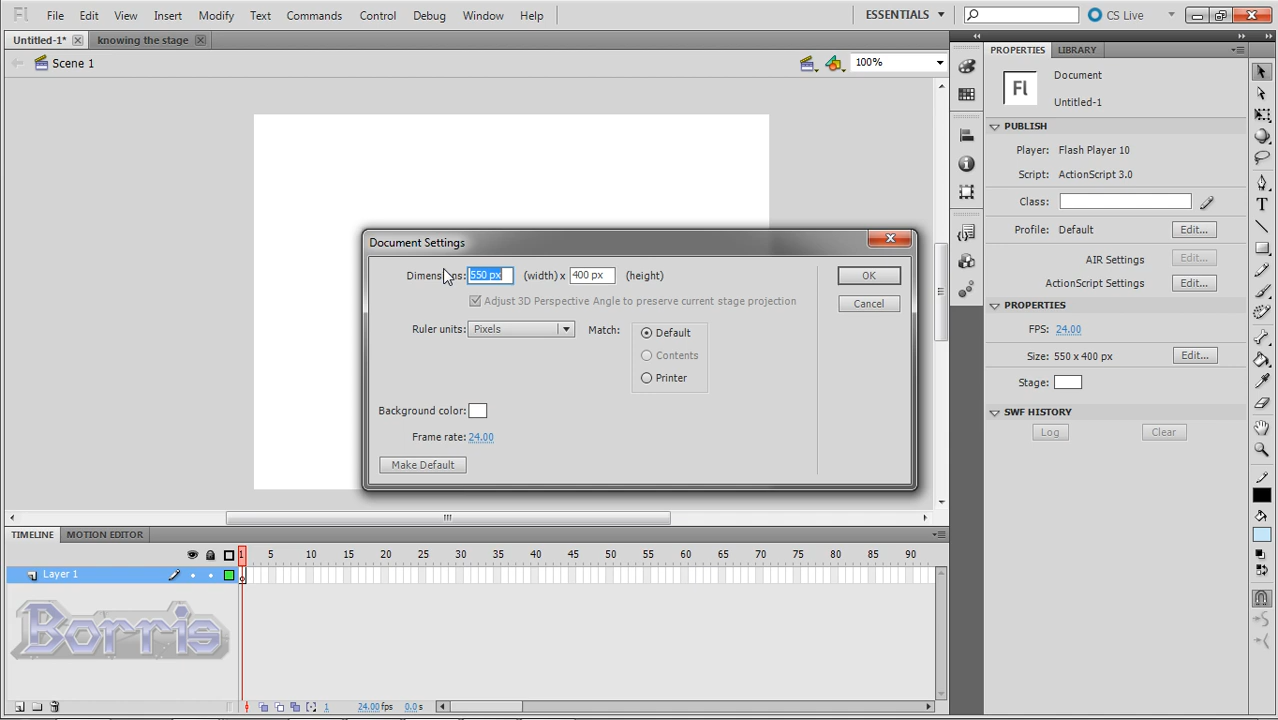 Fl File Edit View Insert Modify Text Commands Control Debug Window Help ESSENTIALS CS Live
Untitled-1* knowing the stage
Scene 1 100%
PROPERTIES LIBRARY
Fl Document
Untitled-1
PUBLISH
Player: Flash Player 10
Script: ActionScript 3.0
Class:
Profile: Default Edit...
AIR Settings Edit...
ActionScript Settings Edit...
PROPERTIES
FPS: 24.00
Size: 550 x 400 px Edit...
Stage:
SWF HISTORY
Log Clear
Document Settings
Dimensions: 550 px (width) x 400 px (height)
Adjust 3D Perspective Angle to preserve current stage projection
Ruler units: Pixels Match: Default
Contents
Printer
Background color:
Frame rate: 24.00
Make Default
OK
Cancel
TIMELINE MOTION EDITOR
1 5 10 15 20 25 30 35 40 45 50 55 60 65 70 75 80 85 90
Layer 1
Borris
1 24.00 fps 0.0 s